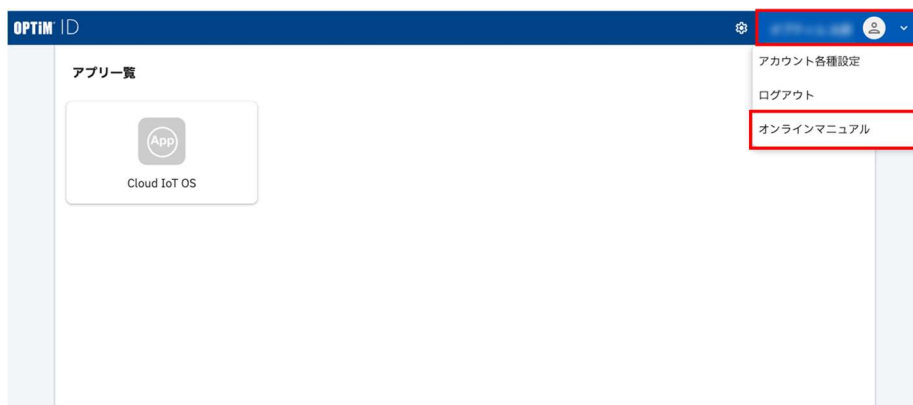 OPTiM ID
アカウント各種設定
ログアウト
オンラインマニュアル
アプリ一覧
App
Cloud IoT OS